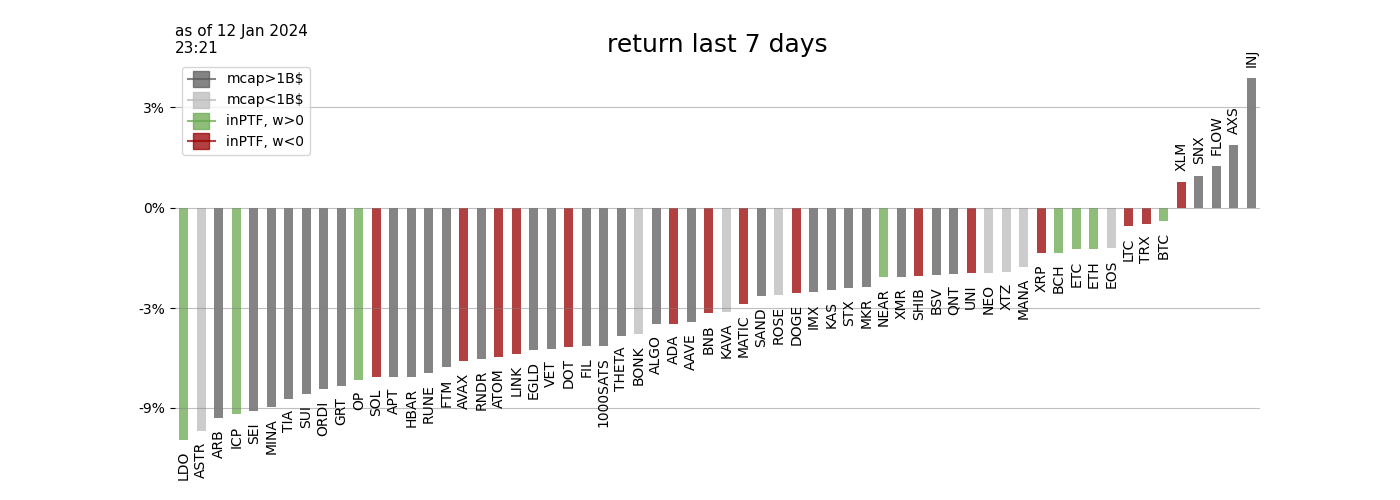 as of 12 Jan 2024
23:21
return last 7 days
mcap>1B$
mcap<1B$
inPTF, w>0
inPTF, w<0
3%
0%
-3%
-9%
LDO
ASTR
ARB
ICP
SEI
MINA
TIA
SUI
ORDI
GRT
OP
SOL
APT
HBAR
RUNE
FTM
AVAX
RNDR
ATOM
LINK
EGLD
VET
DOT
FIL
1000SATS
THETA
BONK
ALGO
ADA
AAVE
BNB
KAVA
MATIC
SAND
ROSE
DOGE
IMX
KAS
STX
MKR
NEAR
XMR
SHIB
BSV
QNT
UNI
NEO
XTZ
MANA
XRP
BCH
ETC
ETH
EOS
LTC
TRX
BTC
XLM
SNX
FLOW
AXS
INJ